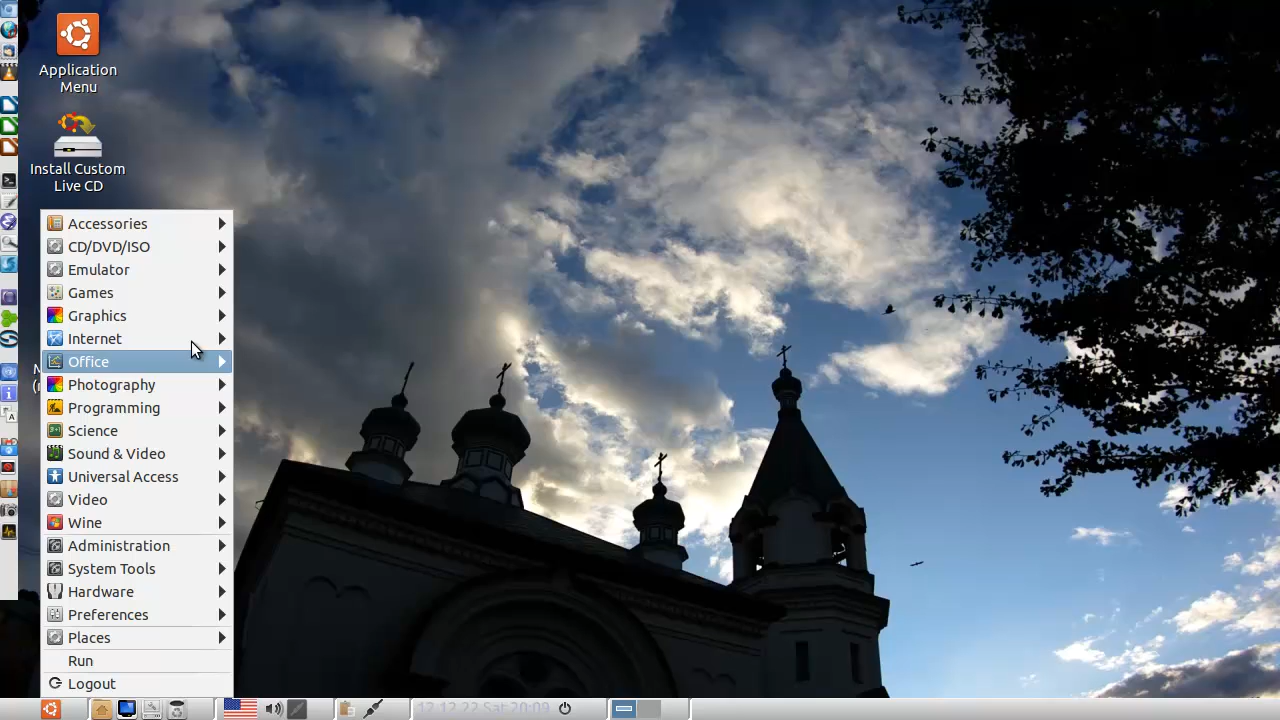 Application
Menu
Install Custom
Live CD
Accessories
CD/DVD/ISO
Emulator
Games
Graphics
Internet
Office
Photography
Programming
Science
Sound & Video
Universal Access
Video
Wine
Administration
System Tools
Hardware
Preferences
Places
Run
Logout
12.12.22 Sat 20:09